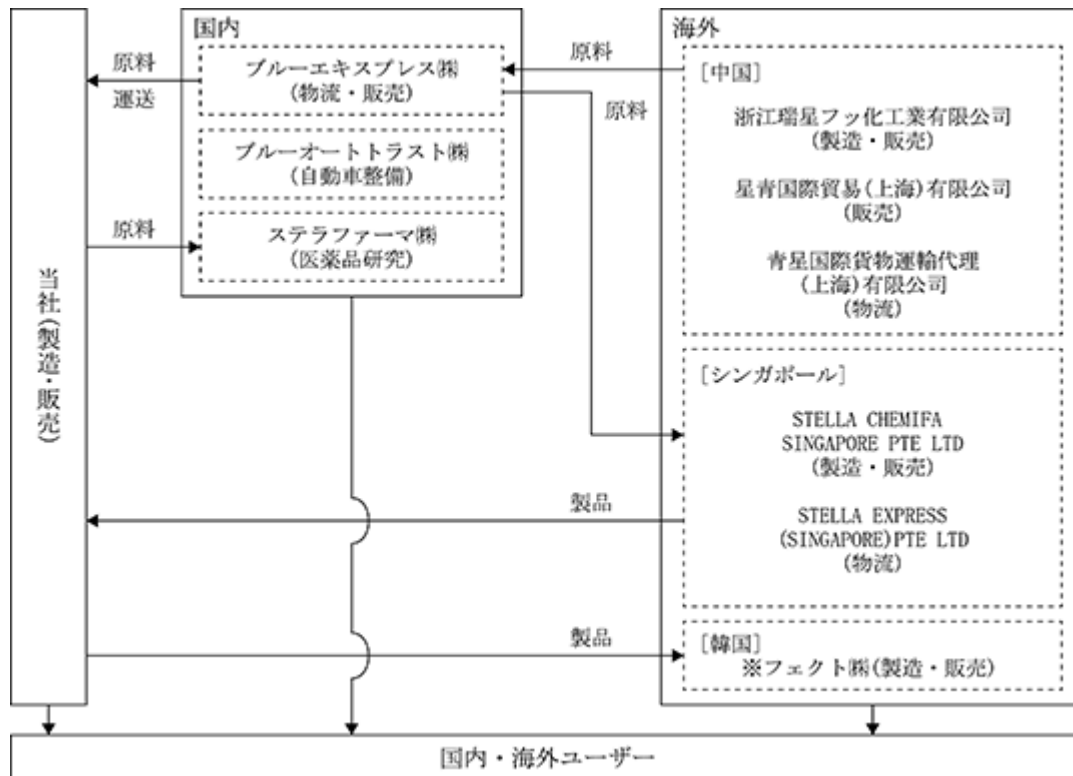 国内
ブルーエキスプレス㈱
(物流・販売)
ブルーオートトラスト㈱
(自動車整備)
ステラファーマ㈱
(医薬品研究)
海外
[中国]
浙江瑞星フッ化工業有限公司
(製造・販売)
星青国際貿易(上海)有限公司
(販売)
青星国際貨物運輸代理
(上海)有限公司
(物流)
[シンガポール]
STELLA CHEMIFA
SINGAPORE PTE LTD
(製造・販売)
STELLA EXPRESS
(SINGAPORE)PTE LTD
(物流)
[韓国]
※フェクト㈱(製造・販売)
当社(製造・販売)
原料
運送
原料
原料
原料
製品
製品
国内・海外ユーザー